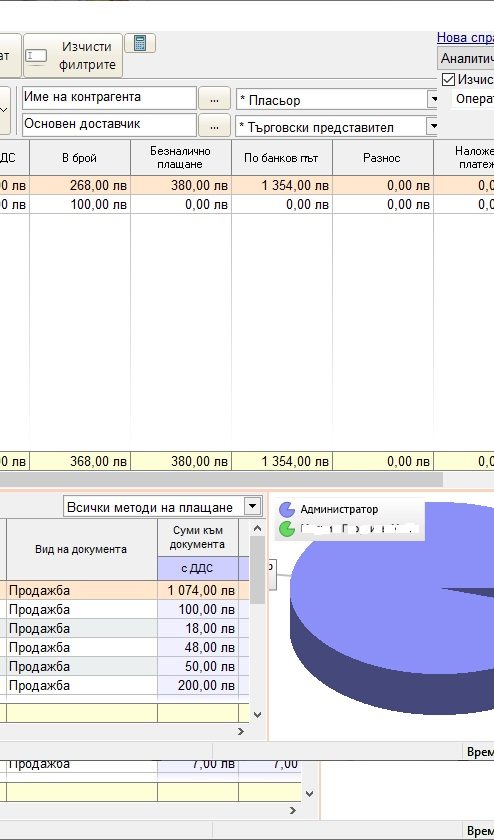 Нова спра
ат
Изчисти
филтрите
Аналитич
Изчис
Име на контрагента
...
* Пласьор
Операт
Основен доставчик
...
* Търговски представител
ДС
В брой
Безналично
плащане
По банков път
Разнос
Наложе
платеж
00 лв
268,00 лв
380,00 лв
1 354,00 лв
0,00 лв
0,0
0 лв
100,00 лв
0,00 лв
0,00 лв
0,00 лв
0,0
0 лв
368,00 лв
380,00 лв
1 354,00 лв
0,00 лв
0,0
Всички методи на плащане
Администратор
Вид на документа
Суми към
документа
с ДДС
Продажба
1 074,00 лв
Продажба
100,00 лв
Продажба
18,00 лв
Продажба
48,00 лв
Продажба
50,00 лв
Продажба
200,00 лв
Врем
Продажба
7,00 лв
7,00
Врем